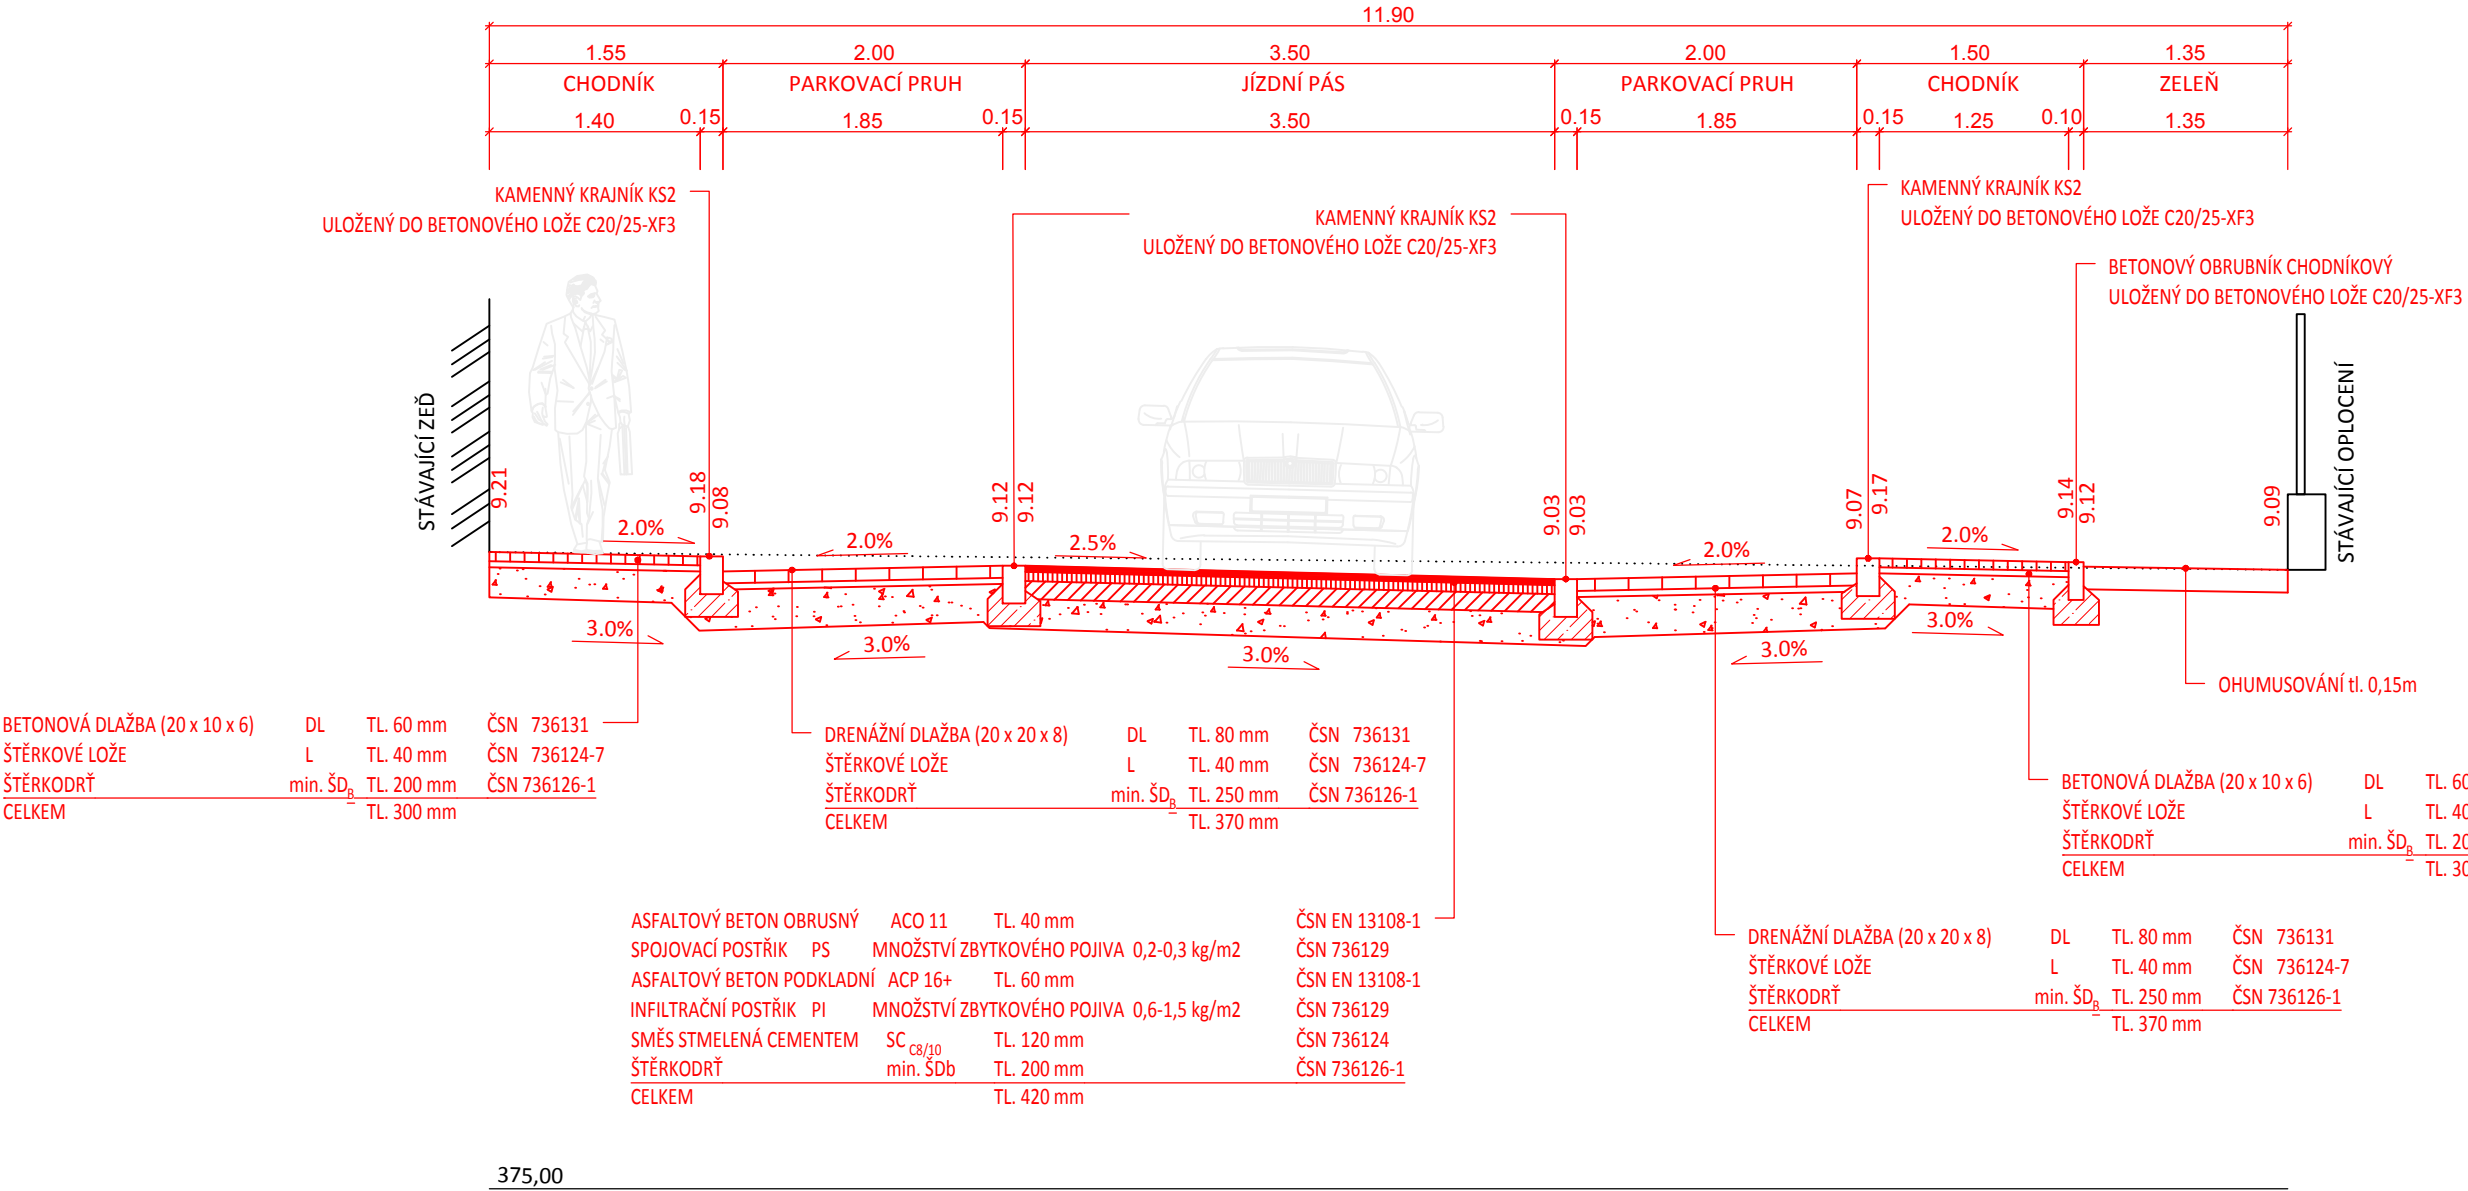 11.90
1.55 2.00 3.50 2.00 1.50 1.35
CHODNÍK PARKOVACÍ PRUH JÍZDNÍ PÁS PARKOVACÍ PRUH CHODNÍK ZELEŇ
1.40 0.15 1.85 0.15 3.50 0.15 1.85 0.15 1.25 0.10 1.35
KAMENNÝ KRAJNÍK KS2
ULOŽENÝ DO BETONOVÉHO LOŽE C20/25-XF3
KAMENNÝ KRAJNÍK KS2
ULOŽENÝ DO BETONOVÉHO LOŽE C20/25-XF3
KAMENNÝ KRAJNÍK KS2
ULOŽENÝ DO BETONOVÉHO LOŽE C20/25-XF3
BETONOVÝ OBRUBNÍK CHODNÍKOVÝ
ULOŽENÝ DO BETONOVÉHO LOŽE C20/25-XF3
STÁVAJÍCÍ ZEĎ
STÁVAJÍCÍ OPLOCENÍ
9.21 9.18 9.08 9.12 9.12 9.03 9.03 9.07 9.17 9.14 9.12 9.09
2.0% 2.0% 2.5% 2.0% 2.0%
3.0% 3.0% 3.0% 3.0% 3.0%
OHUMUSOVÁNÍ tl. 0,15m
BETONOVÁ DLAŽBA (20 x 10 x 6) DL TL. 60 mm ČSN 736131
ŠTĚRKOVÉ LOŽE L TL. 40 mm ČSN 736124-7
ŠTĚRKODRŤ min. ŠDB TL. 200 mm ČSN 736126-1
CELKEM TL. 300 mm
DRENÁŽNÍ DLAŽBA (20 x 20 x 8) DL TL. 80 mm ČSN 736131
ŠTĚRKOVÉ LOŽE L TL. 40 mm ČSN 736124-7
ŠTĚRKODRŤ min. ŠDB TL. 250 mm ČSN 736126-1
CELKEM TL. 370 mm
BETONOVÁ DLAŽBA (20 x 10 x 6) DL TL. 60
ŠTĚRKOVÉ LOŽE L TL. 40
ŠTĚRKODRŤ min. ŠDB TL. 20
CELKEM TL. 30
ASFALTOVÝ BETON OBRUSNÝ ACO 11 TL. 40 mm ČSN EN 13108-1
SPOJOVACÍ POSTŘIK PS MNOŽSTVÍ ZBYTKOVÉHO POJIVA 0,2-0,3 kg/m2 ČSN 736129
ASFALTOVÝ BETON PODKLADNÍ ACP 16+ TL. 60 mm ČSN EN 13108-1
INFILTRAČNÍ POSTŘIK PI MNOŽSTVÍ ZBYTKOVÉHO POJIVA 0,6-1,5 kg/m2 ČSN 736129
SMĚS STMELENÁ CEMENTEM SC C8/10 TL. 120 mm ČSN 736124
ŠTĚRKODRŤ min. ŠDb TL. 200 mm ČSN 736126-1
CELKEM TL. 420 mm
DRENÁŽNÍ DLAŽBA (20 x 20 x 8) DL TL. 80 mm ČSN 736131
ŠTĚRKOVÉ LOŽE L TL. 40 mm ČSN 736124-7
ŠTĚRKODRŤ min. ŠDB TL. 250 mm ČSN 736126-1
CELKEM TL. 370 mm
375,00